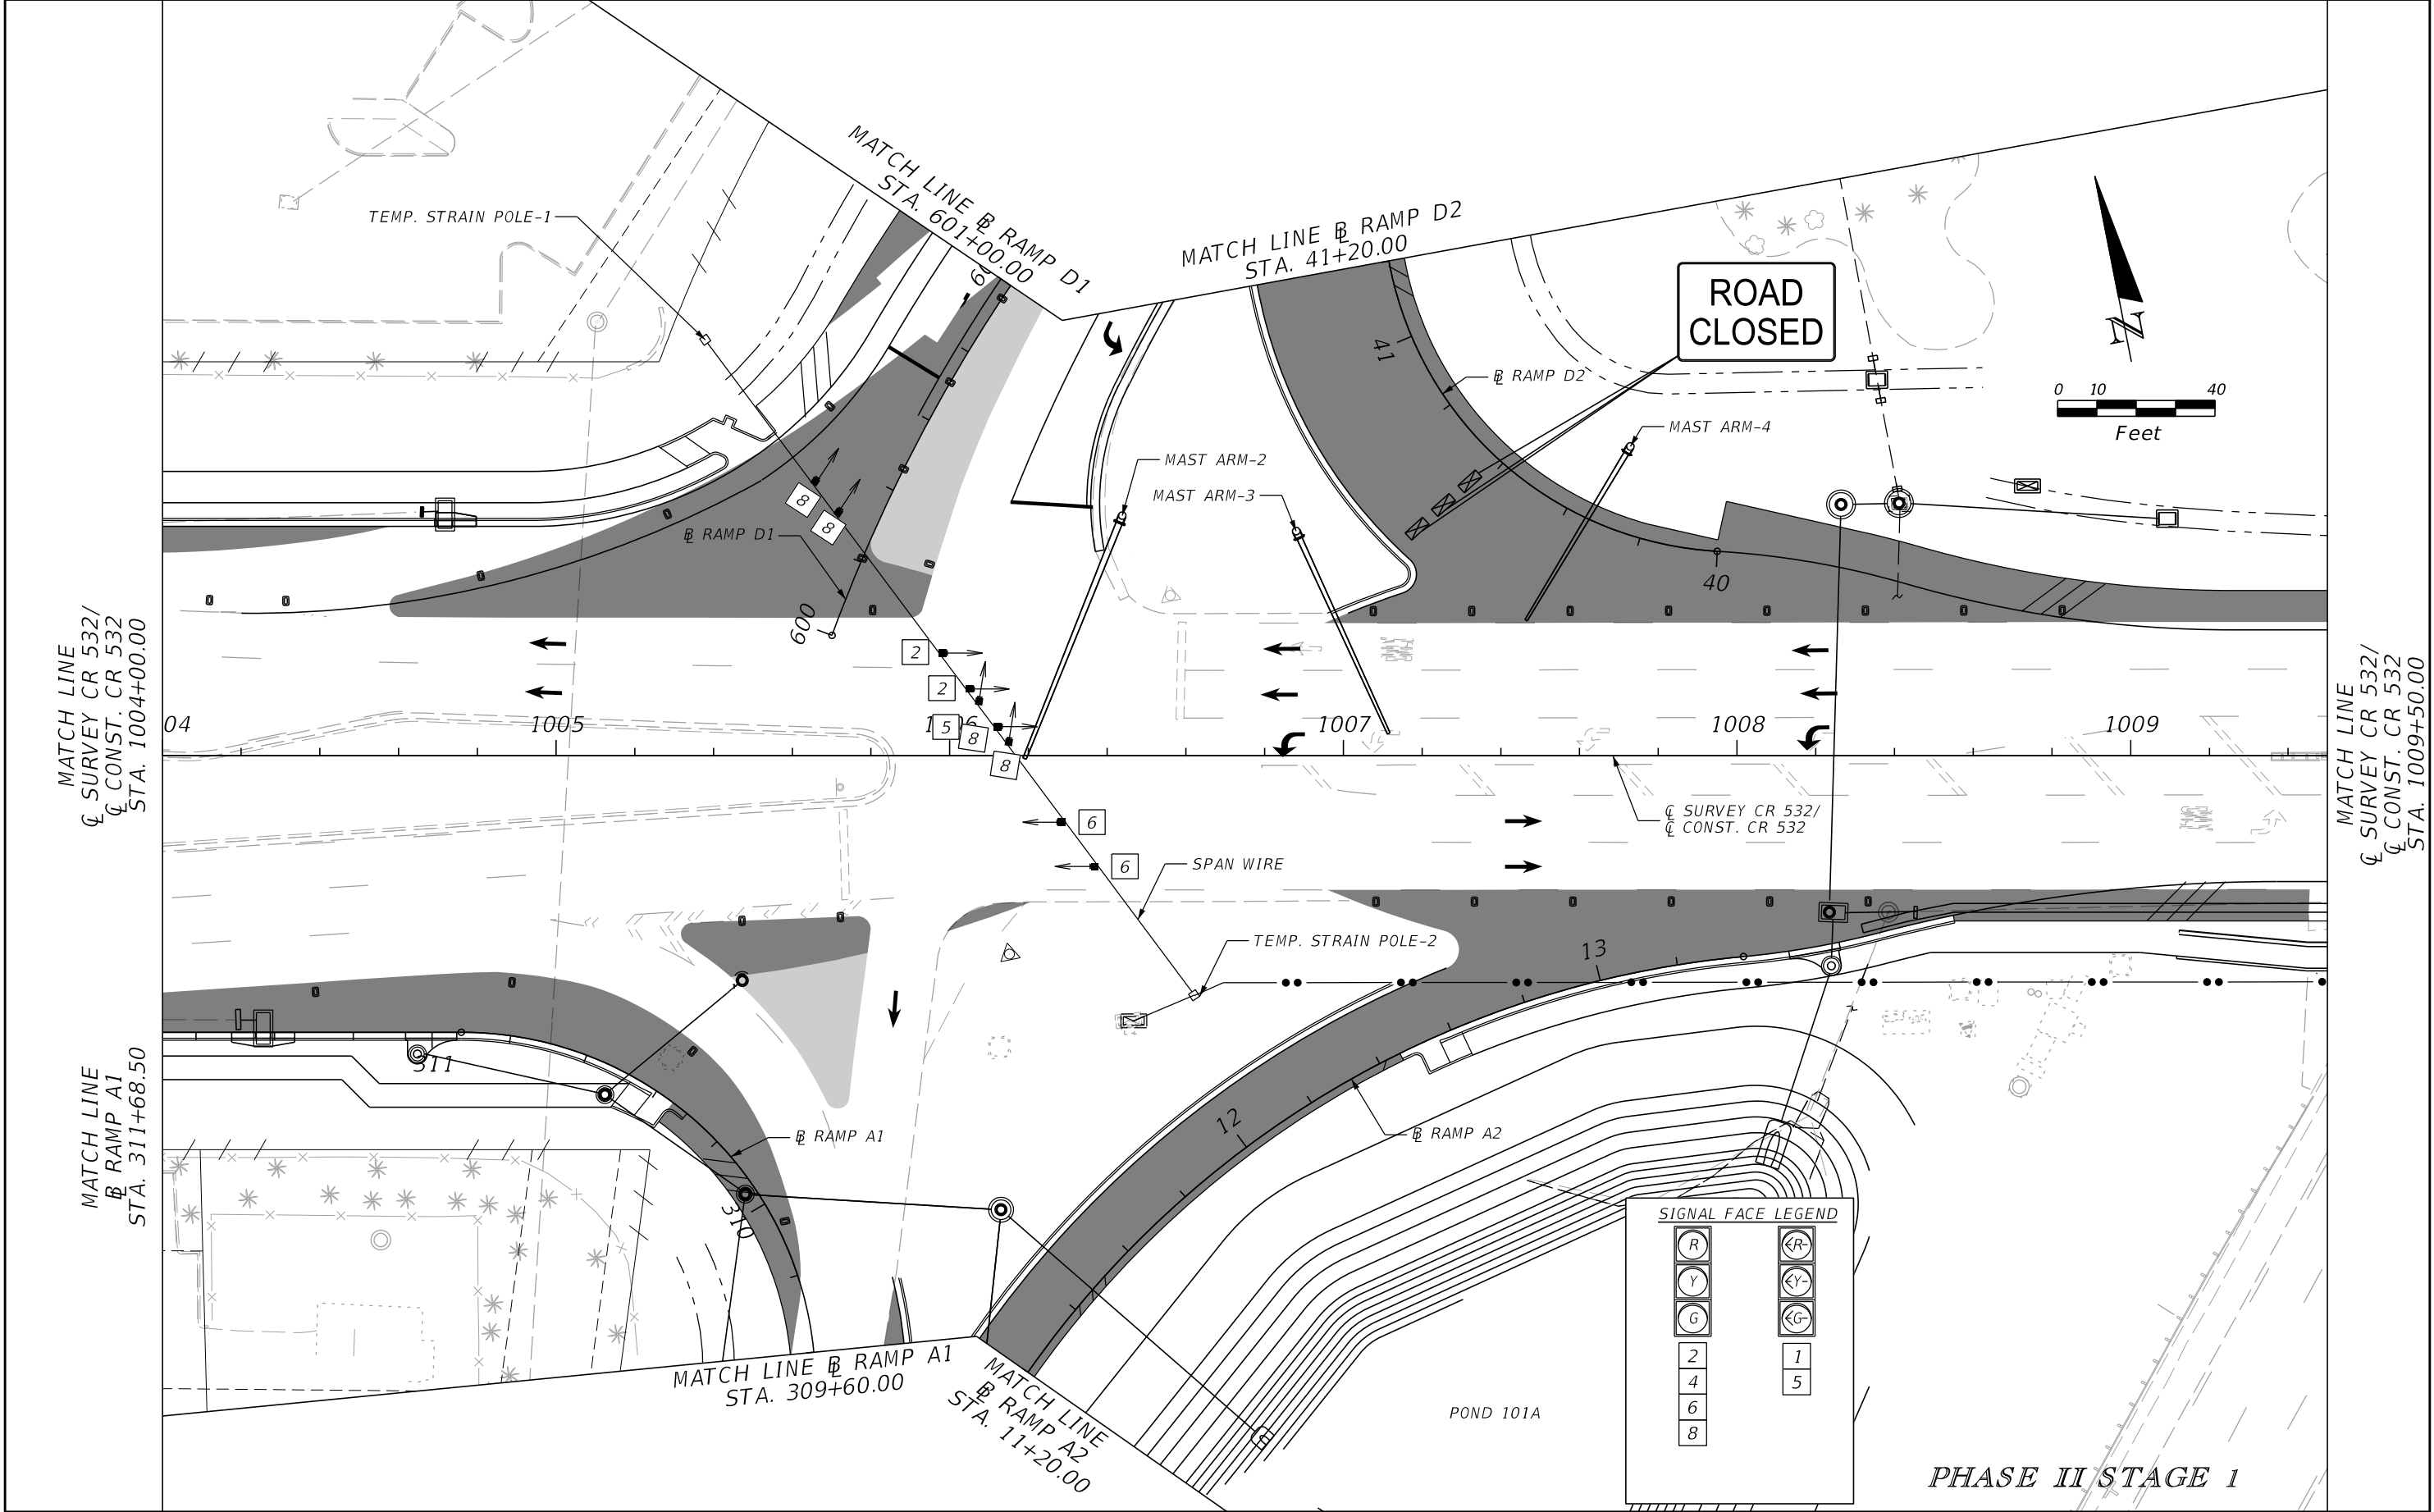 MATCH LINE ℄ RAMP D1
STA. 601+00.00
MATCH LINE ℄ RAMP D2
STA. 41+20.00
TEMP. STRAIN POLE-1
ROAD
CLOSED
N
0 10 40
Feet
41
℄ RAMP D2
MAST ARM-4
MAST ARM-2
MAST ARM-3
8
8
℄ RAMP D1
600
40
MATCH LINE
℄ SURVEY CR 532/
℄ CONST. CR 532
STA. 1004+00.00
2
2
5
8
8
04
1005
1007
1008
1009
MATCH LINE
℄ SURVEY CR 532/
℄ CONST. CR 532
STA. 1009+50.00
6
6
℄ SURVEY CR 532/
℄ CONST. CR 532
SPAN WIRE
TEMP. STRAIN POLE-2
13
12
311
310
MATCH LINE
℄ RAMP A1
STA. 311+68.50
℄ RAMP A1
℄ RAMP A2
MATCH LINE ℄ RAMP A1
STA. 309+60.00
MATCH LINE
℄ RAMP A2
STA. 11+20.00
POND 101A
SIGNAL FACE LEGEND
R R
Y Y
G G
2 1
4 5
6
8
PHASE II STAGE 1